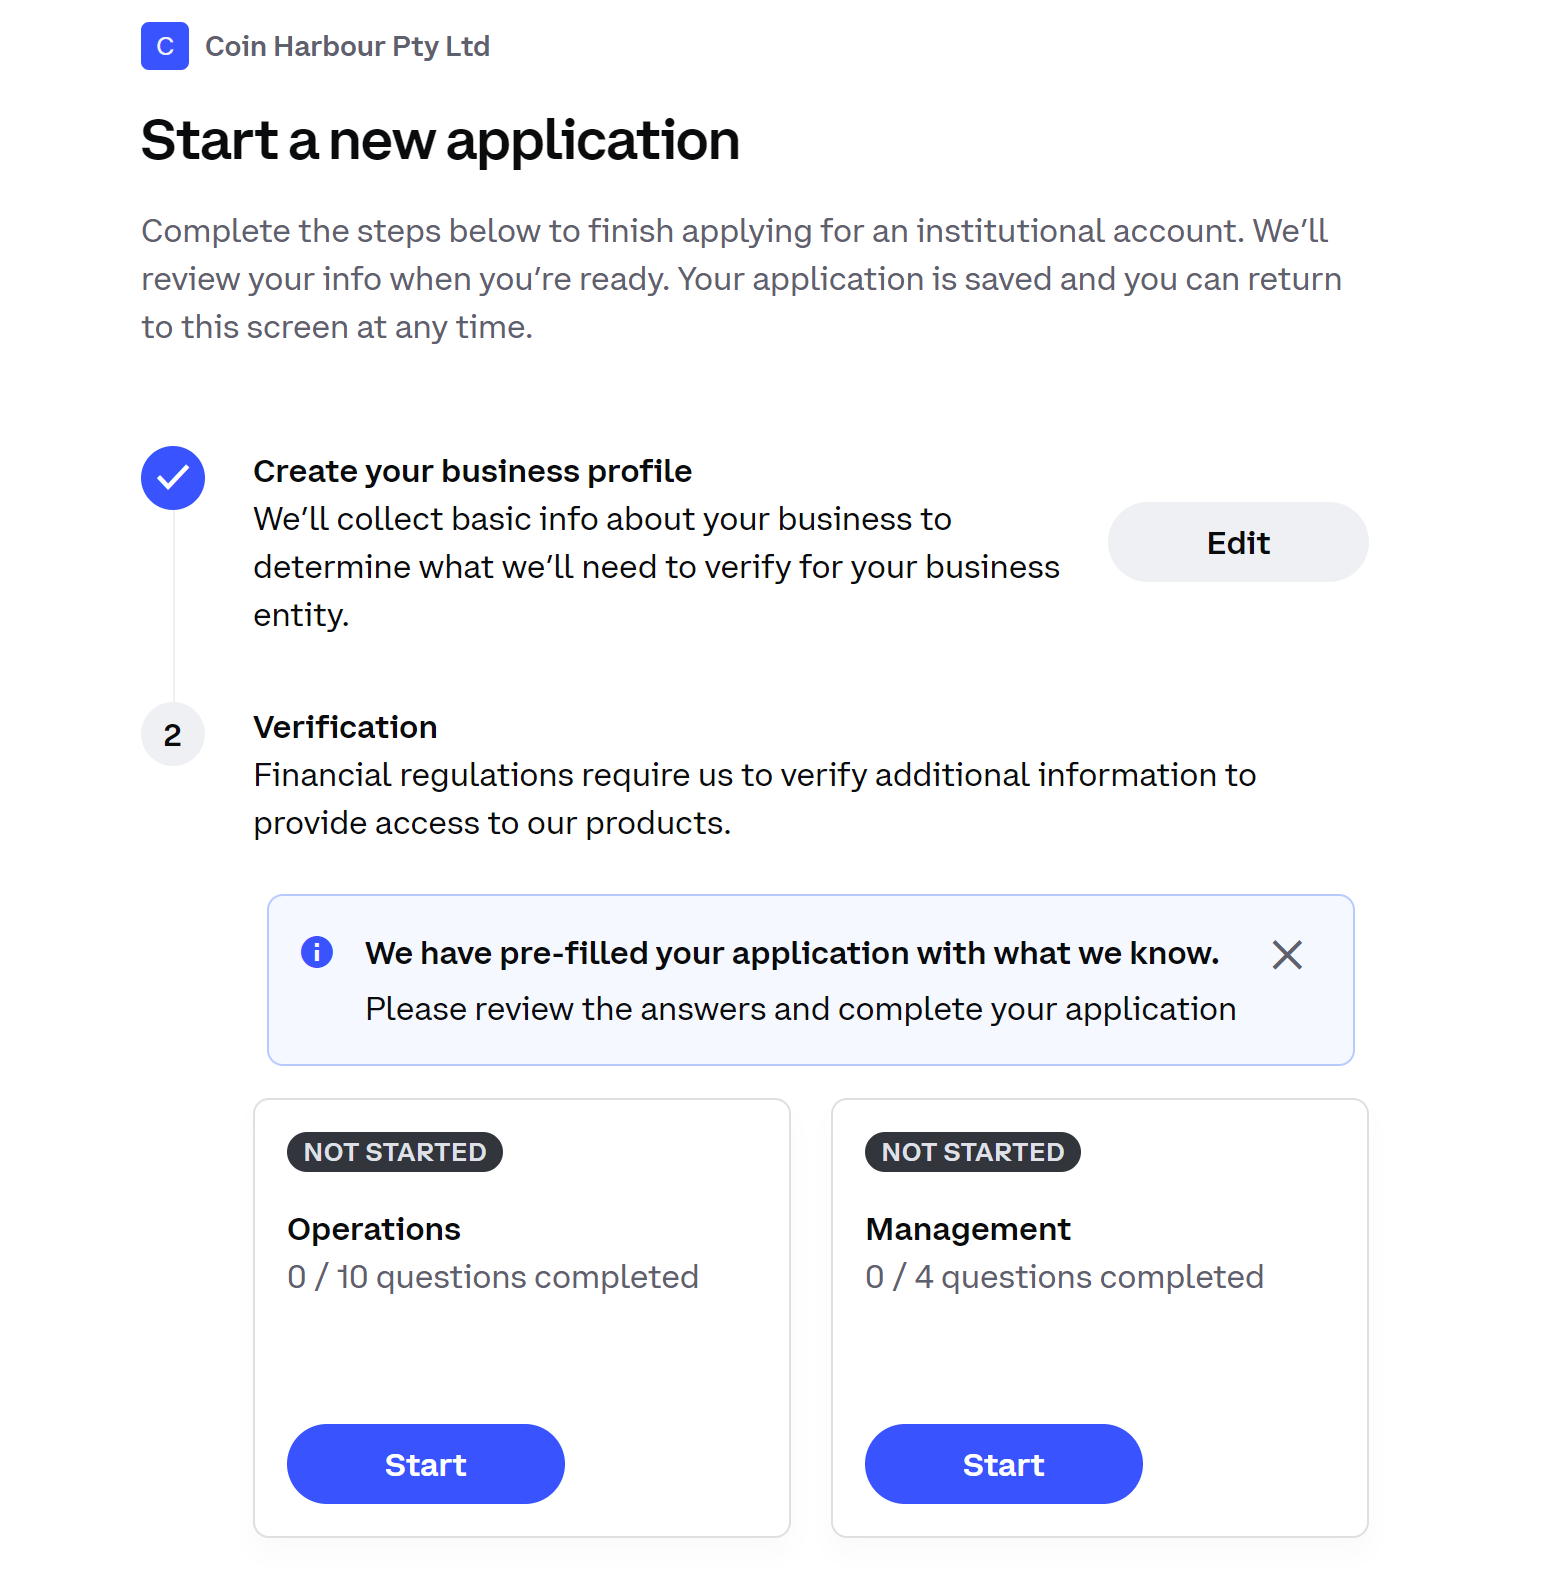 C Coin Harbour Pty Ltd
Start a new application
Complete the steps below to finish applying for an institutional account. We’ll
review your info when you’re ready. Your application is saved and you can return
to this screen at any time.
Create your business profile
We’ll collect basic info about your business to
determine what we’ll need to verify for your business
entity.
Edit
2 Verification
Financial regulations require us to verify additional information to
provide access to our products.
We have pre-filled your application with what we know.
Please review the answers and complete your application
NOT STARTED
Operations
0 / 10 questions completed
Start
NOT STARTED
Management
0 / 4 questions completed
Start